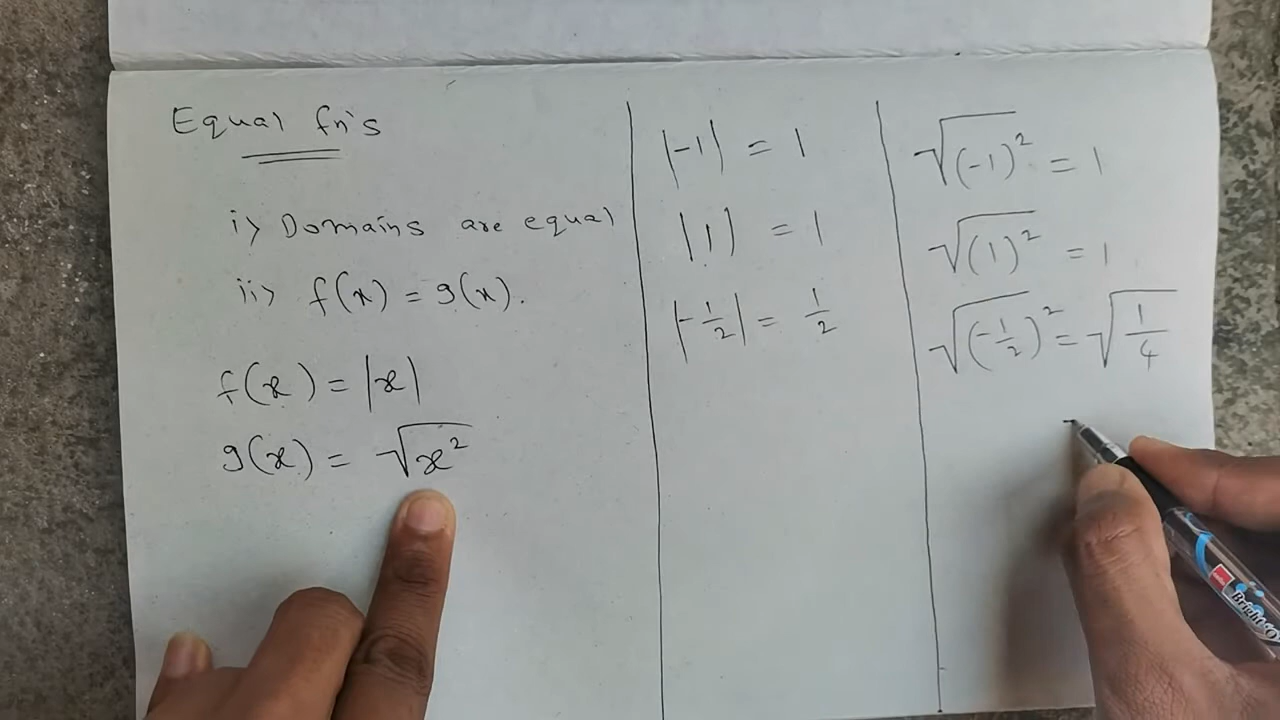 Equal fn's
i> Domains are equal
ii> f(x) = g(x).
f(x) = |x|
g(x) = √x²
|-1| = 1
|1| = 1
|-1/2| = 1/2
√(-1)² = 1
√(1)² = 1
√(-1/2)² = √1/4